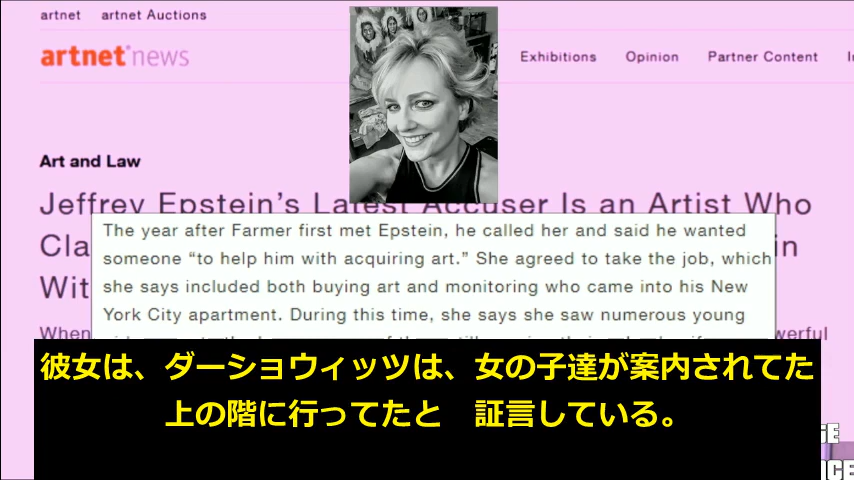 artnet artnet Auctions
artnet news Exhibitions Opinion Partner Content
Art and Law
Jeffrey Epstein's Latest Accuser Is an Artist Who
The year after Farmer first met Epstein, he called her and said he wanted
someone “to help him with acquiring art.” She agreed to take the job, which
she says included both buying art and monitoring who came into his New
York City apartment. During this time, she says she saw numerous young
彼女は、ダーショウィッツは、女の子達が案内されてた
上の階に行ってたと 証言している。